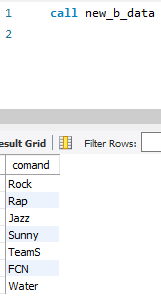 1 call new_b_data
2
esult Grid Filter Rows:
comand
Rock
Rap
Jazz
Sunny
TeamS
FCN
Water